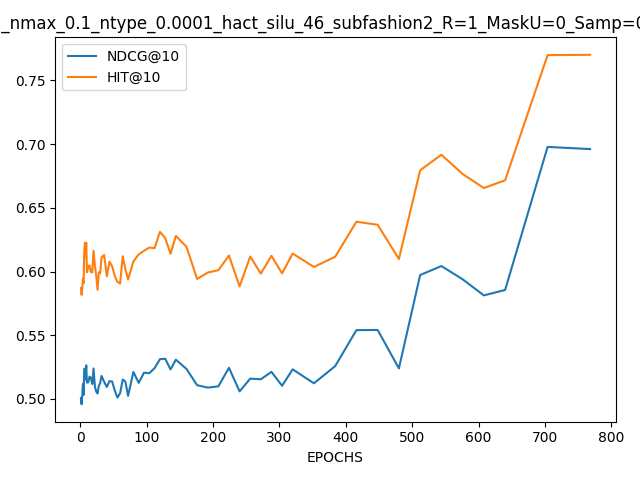 _nmax_0.1_ntype_0.0001_hact_silu_46_subfashion2_R=1_MaskU=0_Samp=0
NDCG@10
HIT@10
0.75
0.70
0.65
0.60
0.55
0.50
0 100 200 300 400 500 600 700 800
EPOCHS